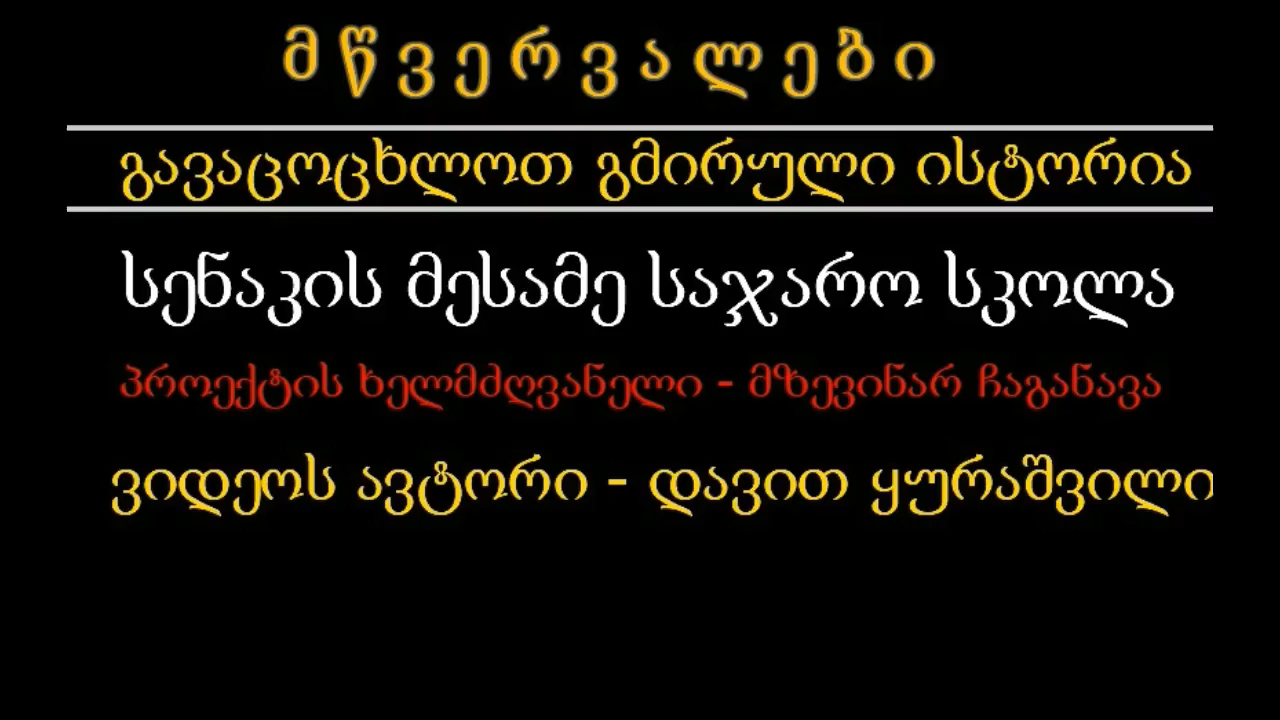 მ წ ვ ე რ ვ ა ლ ე ბ ი
გავაცოცხლოთ გმირული ისტორია
სენაკის მესამე საჯარო სკოლა
პროექტის ხელმძღვანელი - მზევინარ ჩაგანავა
ვიდეოს ავტორი - დავით ყურაშვილი